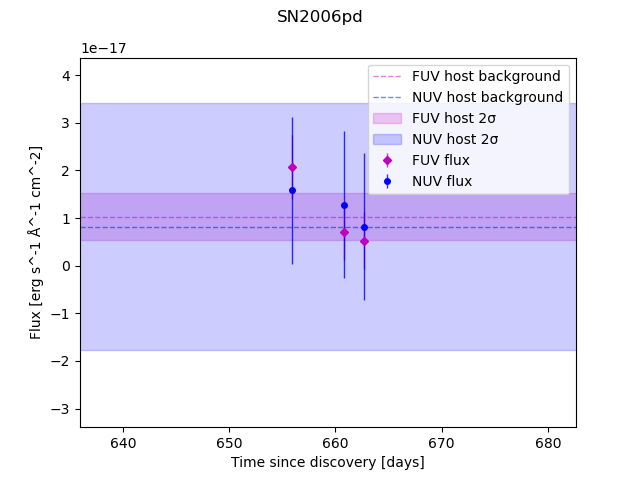 SN2006pd
1e−17
4
3
2
1
0
−1
−2
−3
Flux [erg s^-1 Å^-1 cm^-2]
FUV host background
NUV host background
FUV host 2σ
NUV host 2σ
FUV flux
NUV flux
640 650 660 670 680
Time since discovery [days]